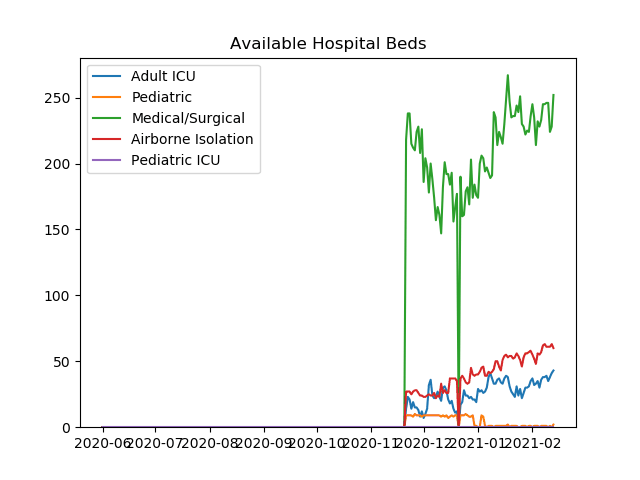 Available Hospital Beds
Adult ICU
Pediatric
Medical/Surgical
Airborne Isolation
Pediatric ICU
250
200
150
100
50
0
2020-06 2020-07 2020-08 2020-09 2020-10 2020-11 2020-12 2021-01 2021-02